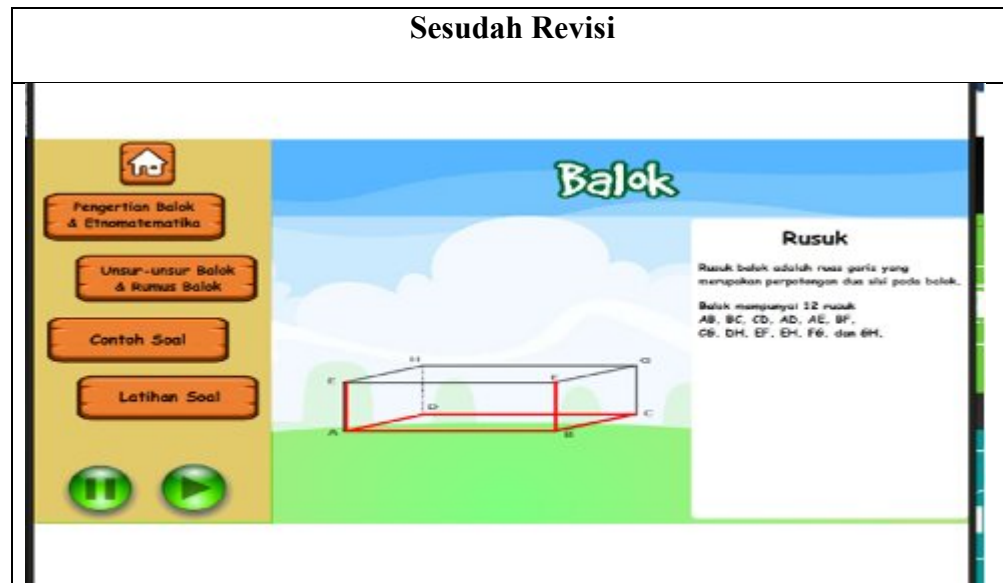 Sesudah Revisi
Balok
Pengertian Balok
& Etnomatematika
Unsur-unsur Balok
& Rumus Balok
Contoh Soal
Latihan Soal
Rusuk
Rusuk balok adalah ruas garis yang
merupakan perpotongan dua sisi pada balok.
Balok mempunyai 12 rusuk
AB, BC, CD, AD, AE, BF,
CG, DH, EF, EH, FG, dan GH.
H
G
E
F
D
C
A
B